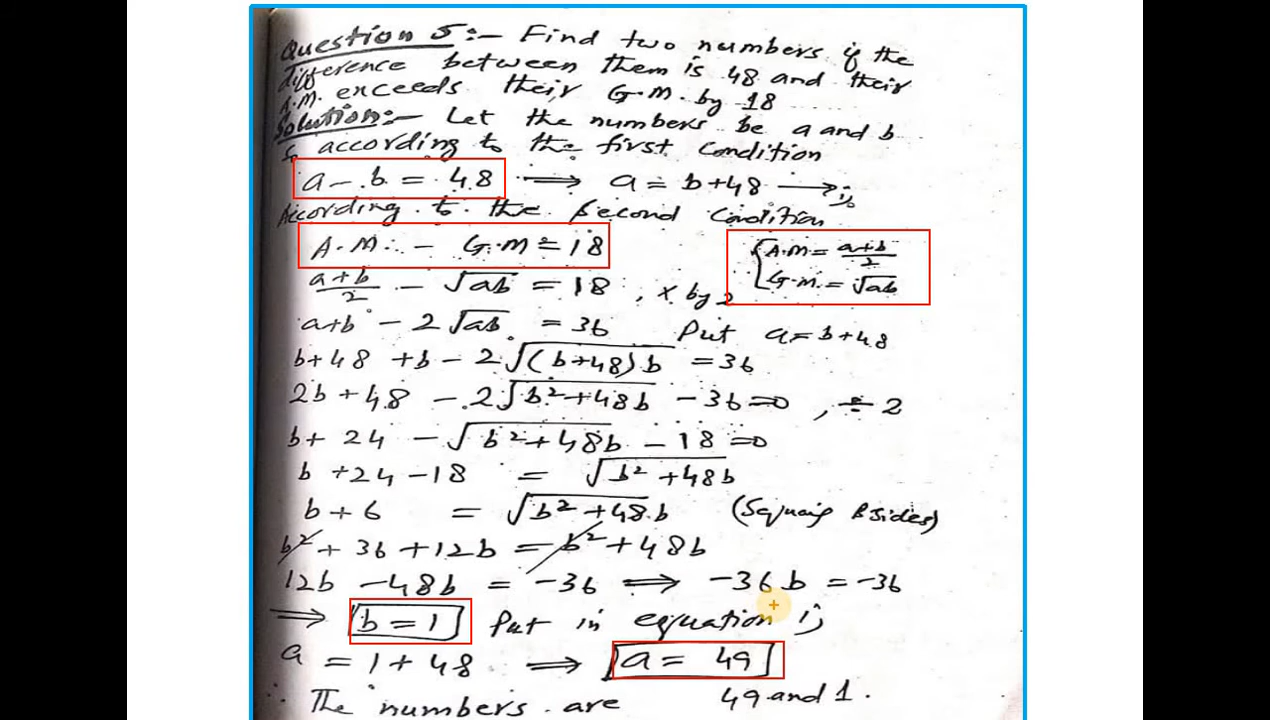 Question 5:- Find two numbers if the
difference between them is 48 and their
A.M. exceeds their G.M. by 18
Solution:- Let the numbers be a and b
So according to the first Condition
a - b = 48 ⟹ a = b+48 ⟶ i,
According to the Second Condition
A.M. - G.M = 18
{A.M = (a+b)/2
G.M. = √ab
(a+b)/2 - √ab = 18 , × by 2
a+b - 2√ab = 36 Put a = b+48
b+48 +b - 2√((b+48)b) = 36
2b +48 - 2√(b²+48b) - 36 = 0 , ÷ 2
b+ 24 - √(b²+48b) - 18 = 0
b +24 -18 = √(b² +48b)
b + 6 = √(b²+48b) (Squaing Bsides)
b² + 36 +12b = b² +48b
12b -48b = -36 ⟹ -36b = -36
⟹ b = 1 Put in equation i,
a = 1 + 48 ⟹ a = 49
∴ The numbers are 49 and 1.